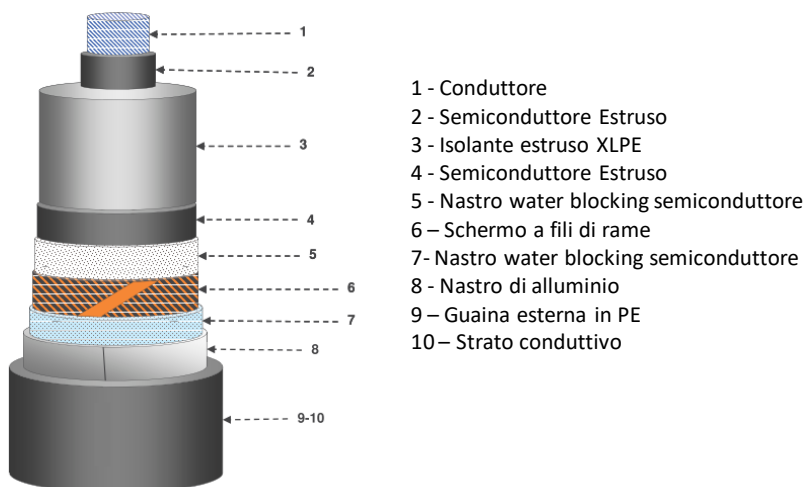 1
2
3
4
5
6
7
8
9-10
1 - Conduttore
2 - Semiconduttore Estruso
3 - Isolante estruso XLPE
4 - Semiconduttore Estruso
5 - Nastro water blocking semiconduttore
6 – Schermo a fili di rame
7- Nastro water blocking semiconduttore
8 - Nastro di alluminio
9 – Guaina esterna in PE
10 – Strato conduttivo